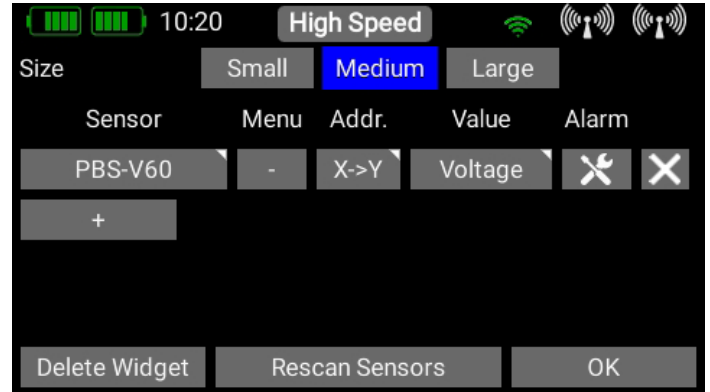 10:20 High Speed
Size Small Medium Large
Sensor Menu Addr. Value Alarm
PBS-V60 - X->Y Voltage
+
Delete Widget Rescan Sensors OK